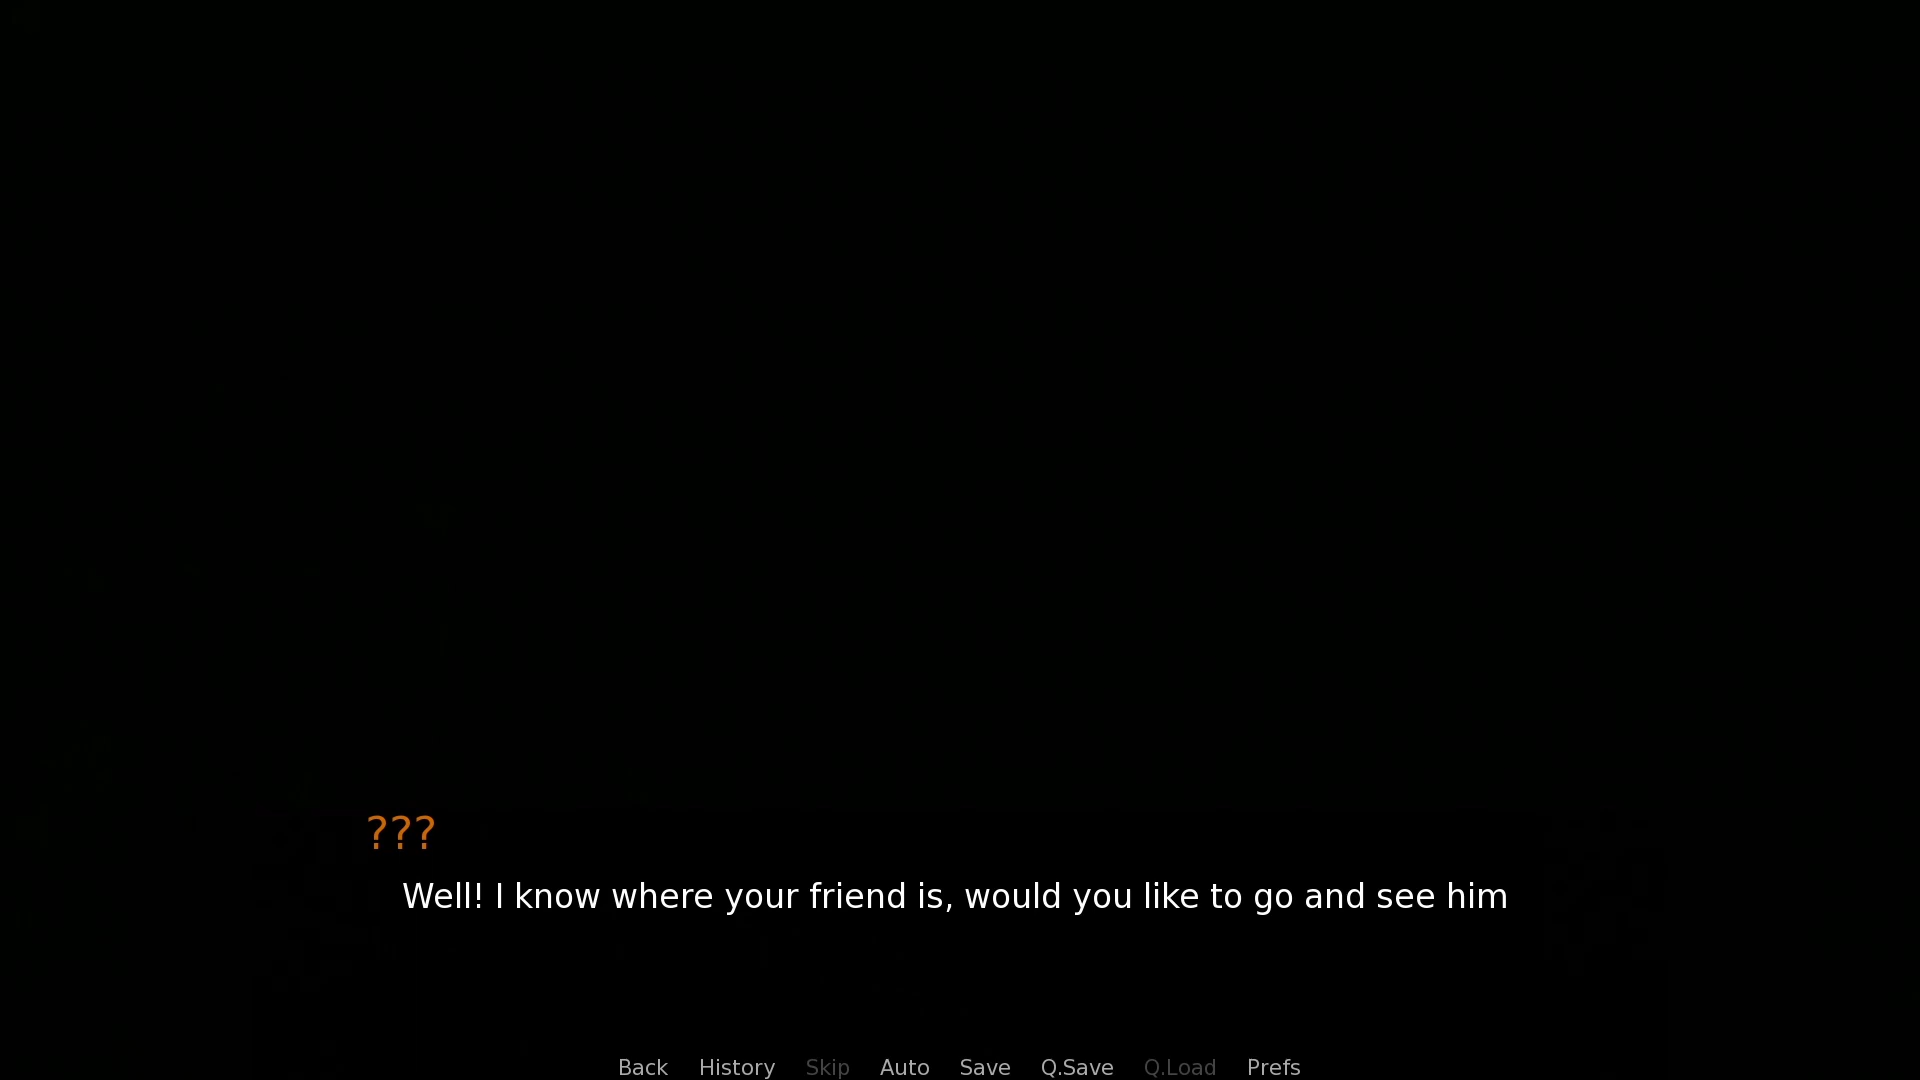 ???
Well! I know where your friend is, would you like to go and see him
Back History Skip Auto Save Q.Save Q.Load Prefs